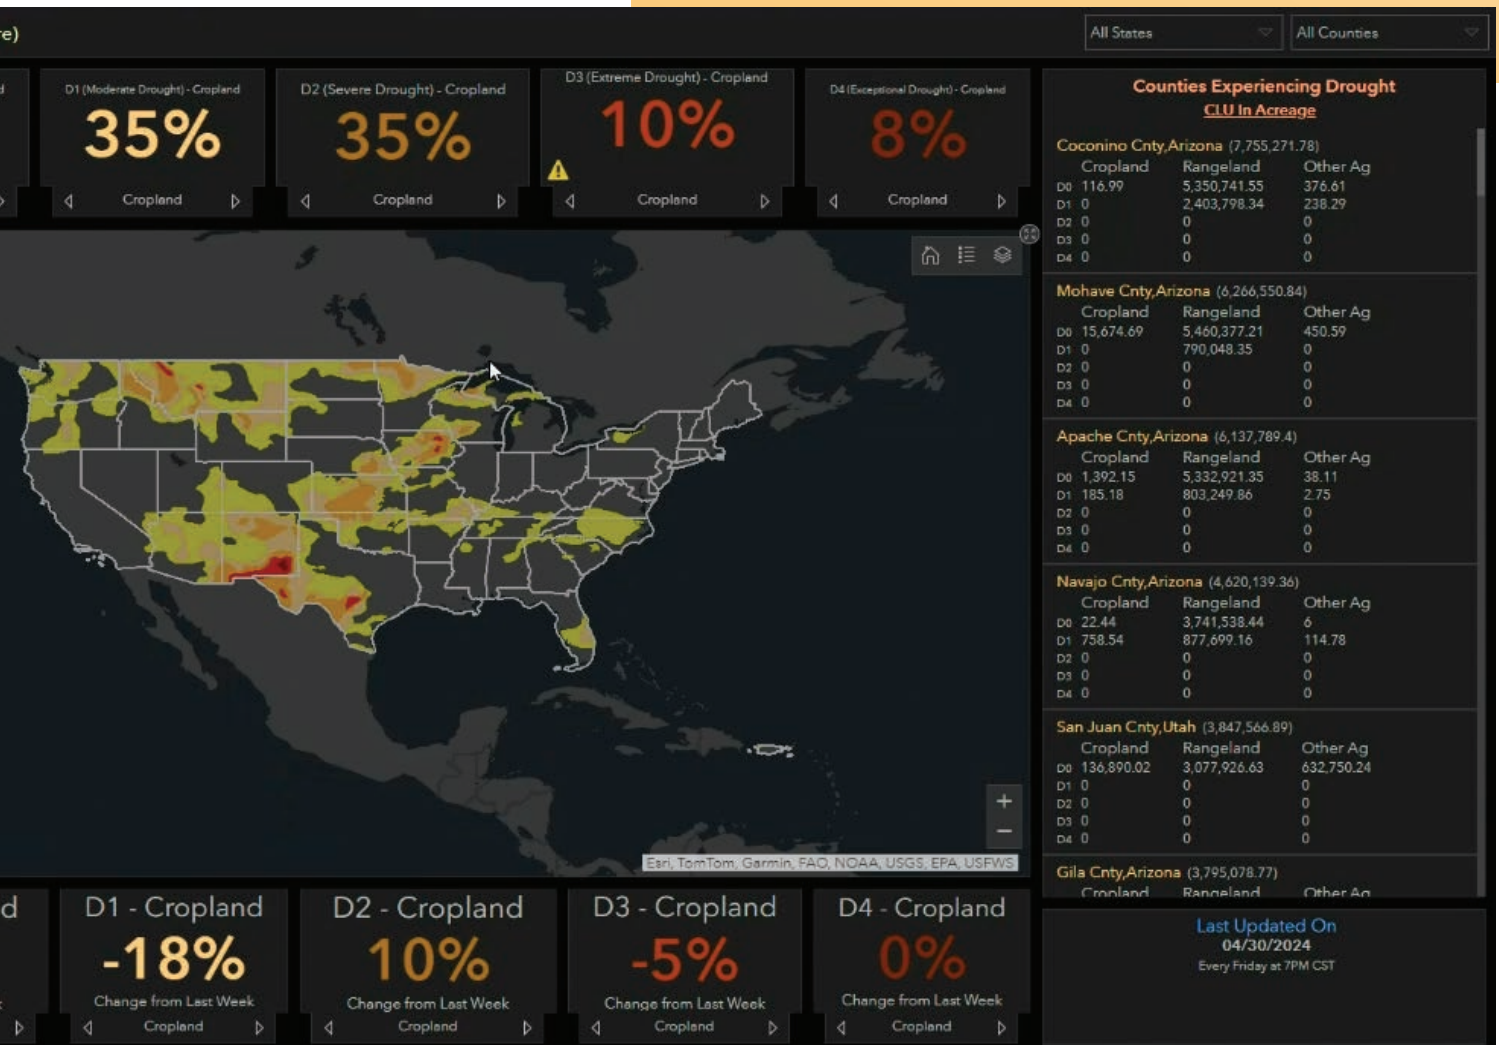 re)
All States
All Counties
d
D1 (Moderate Drought) - Cropland
35%
Cropland
D2 (Severe Drought) - Cropland
35%
Cropland
D3 (Extreme Drought) - Cropland
10%
Cropland
D4 (Exceptional Drought) - Cropland
8%
Cropland
Esri, TomTom, Garmin, FAO, NOAA, USGS, EPA, USFWS
Counties Experiencing Drought
CLU In Acreage
Coconino Cnty,Arizona (7,755,271.78)
Cropland Rangeland Other Ag
D0 116.99 5,350,741.55 376.61
D1 0 2,403,798.34 238.29
D2 0 0 0
D3 0 0 0
D4 0 0 0
Mohave Cnty,Arizona (6,266,550.84)
Cropland Rangeland Other Ag
D0 15,674.69 5,460,377.21 450.59
D1 0 790,048.35 0
D2 0 0 0
D3 0 0 0
D4 0 0 0
Apache Cnty,Arizona (6,137,789.4)
Cropland Rangeland Other Ag
D0 1,392.15 5,332,921.35 38.11
D1 185.18 803,249.86 2.75
D2 0 0 0
D3 0 0 0
D4 0 0 0
Navajo Cnty,Arizona (4,620,139.36)
Cropland Rangeland Other Ag
D0 22.44 3,741,538.44 6
D1 758.54 877,699.16 114.78
D2 0 0 0
D3 0 0 0
D4 0 0 0
San Juan Cnty,Utah (3,847,566.89)
Cropland Rangeland Other Ag
D0 136,890.02 3,077,926.63 632,750.24
D1 0 0 0
D2 0 0 0
D3 0 0 0
D4 0 0 0
Gila Cnty,Arizona (3,795,078.77)
Cropland Rangeland Other Ag
d
D1 - Cropland
-18%
Change from Last Week
Cropland
D2 - Cropland
10%
Change from Last Week
Cropland
D3 - Cropland
-5%
Change from Last Week
Cropland
D4 - Cropland
0%
Change from Last Week
Cropland
Last Updated On
04/30/2024
Every Friday at 7PM CST